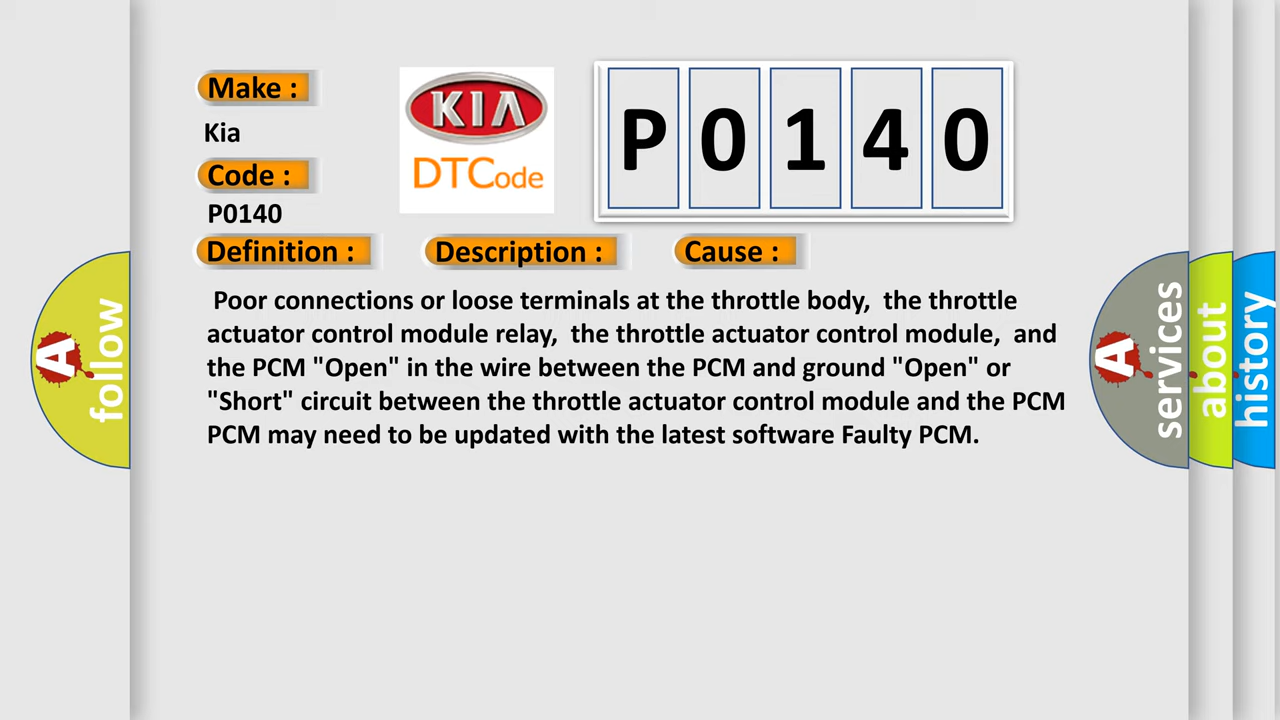 Make :
Kia
Code :
P0140
KIA
DTCode
P0140
Definition :
Description :
Cause :
Poor connections or loose terminals at the throttle body,  the throttle
actuator control module relay,  the throttle actuator control module,  and
the PCM "Open" in the wire between the PCM and ground "Open" or
"Short" circuit between the throttle actuator control module and the PCM
PCM may need to be updated with the latest software Faulty PCM.
A
follow
A
services
about
history